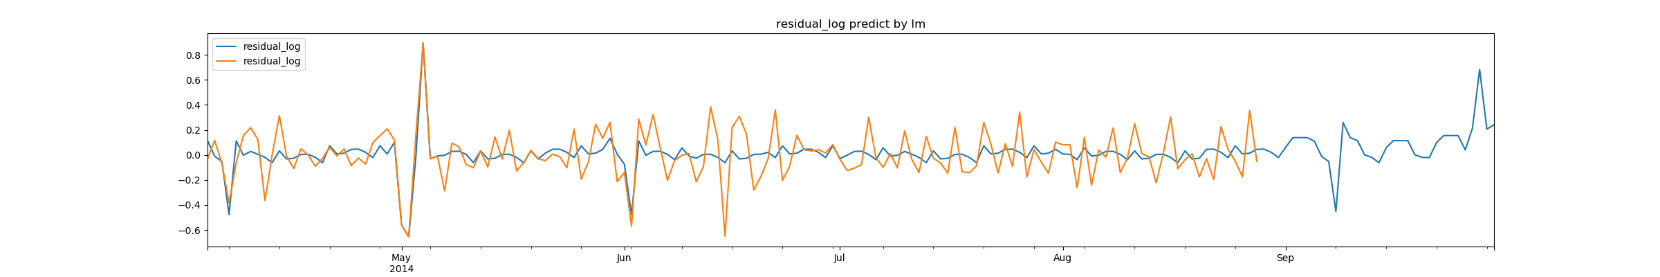 residual_log predict by lm
residual_log
residual_log
0.8
0.6
0.4
0.2
0.0
−0.2
−0.4
−0.6
May
2014
Jun
Jul
Aug
Sep